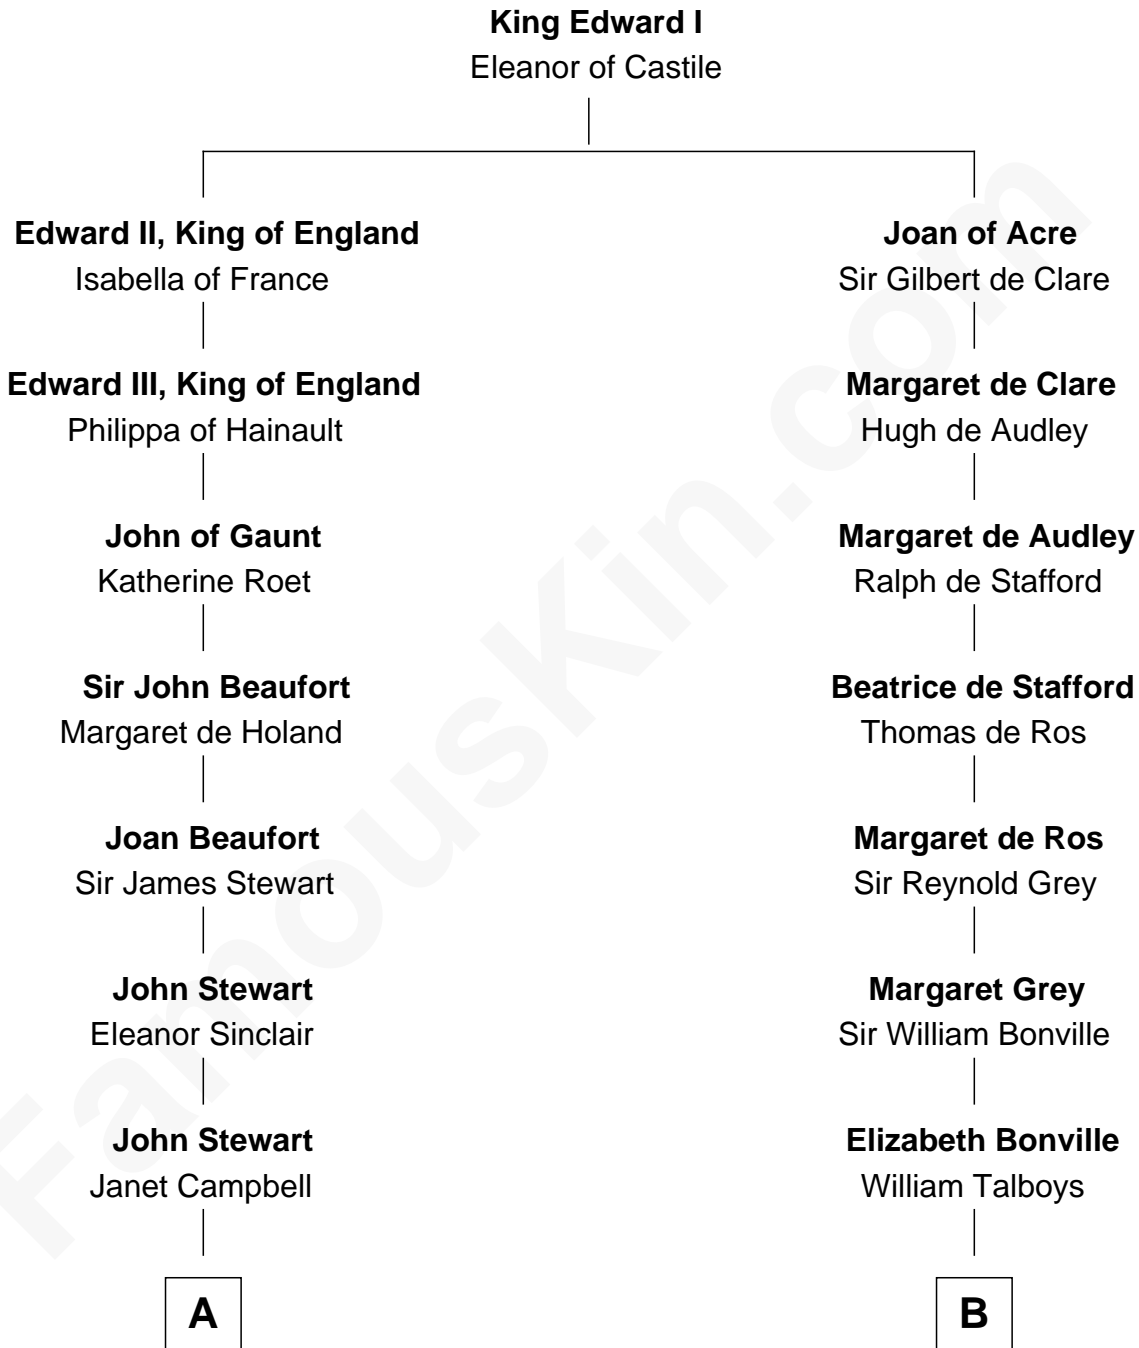 King Edward I
Eleanor of Castile
Edward II, King of England
Isabella of France
Joan of Acre
Sir Gilbert de Clare
Edward III, King of England
Philippa of Hainault
Margaret de Clare
Hugh de Audley
John of Gaunt
Katherine Roet
Margaret de Audley
Ralph de Stafford
Sir John Beaufort
Margaret de Holand
Beatrice de Stafford
Thomas de Ros
Joan Beaufort
Sir James Stewart
Margaret de Ros
Sir Reynold Grey
John Stewart
Eleanor Sinclair
Margaret Grey
Sir William Bonville
John Stewart
Janet Campbell
Elizabeth Bonville
William Talboys
A
B
FamousKin.com